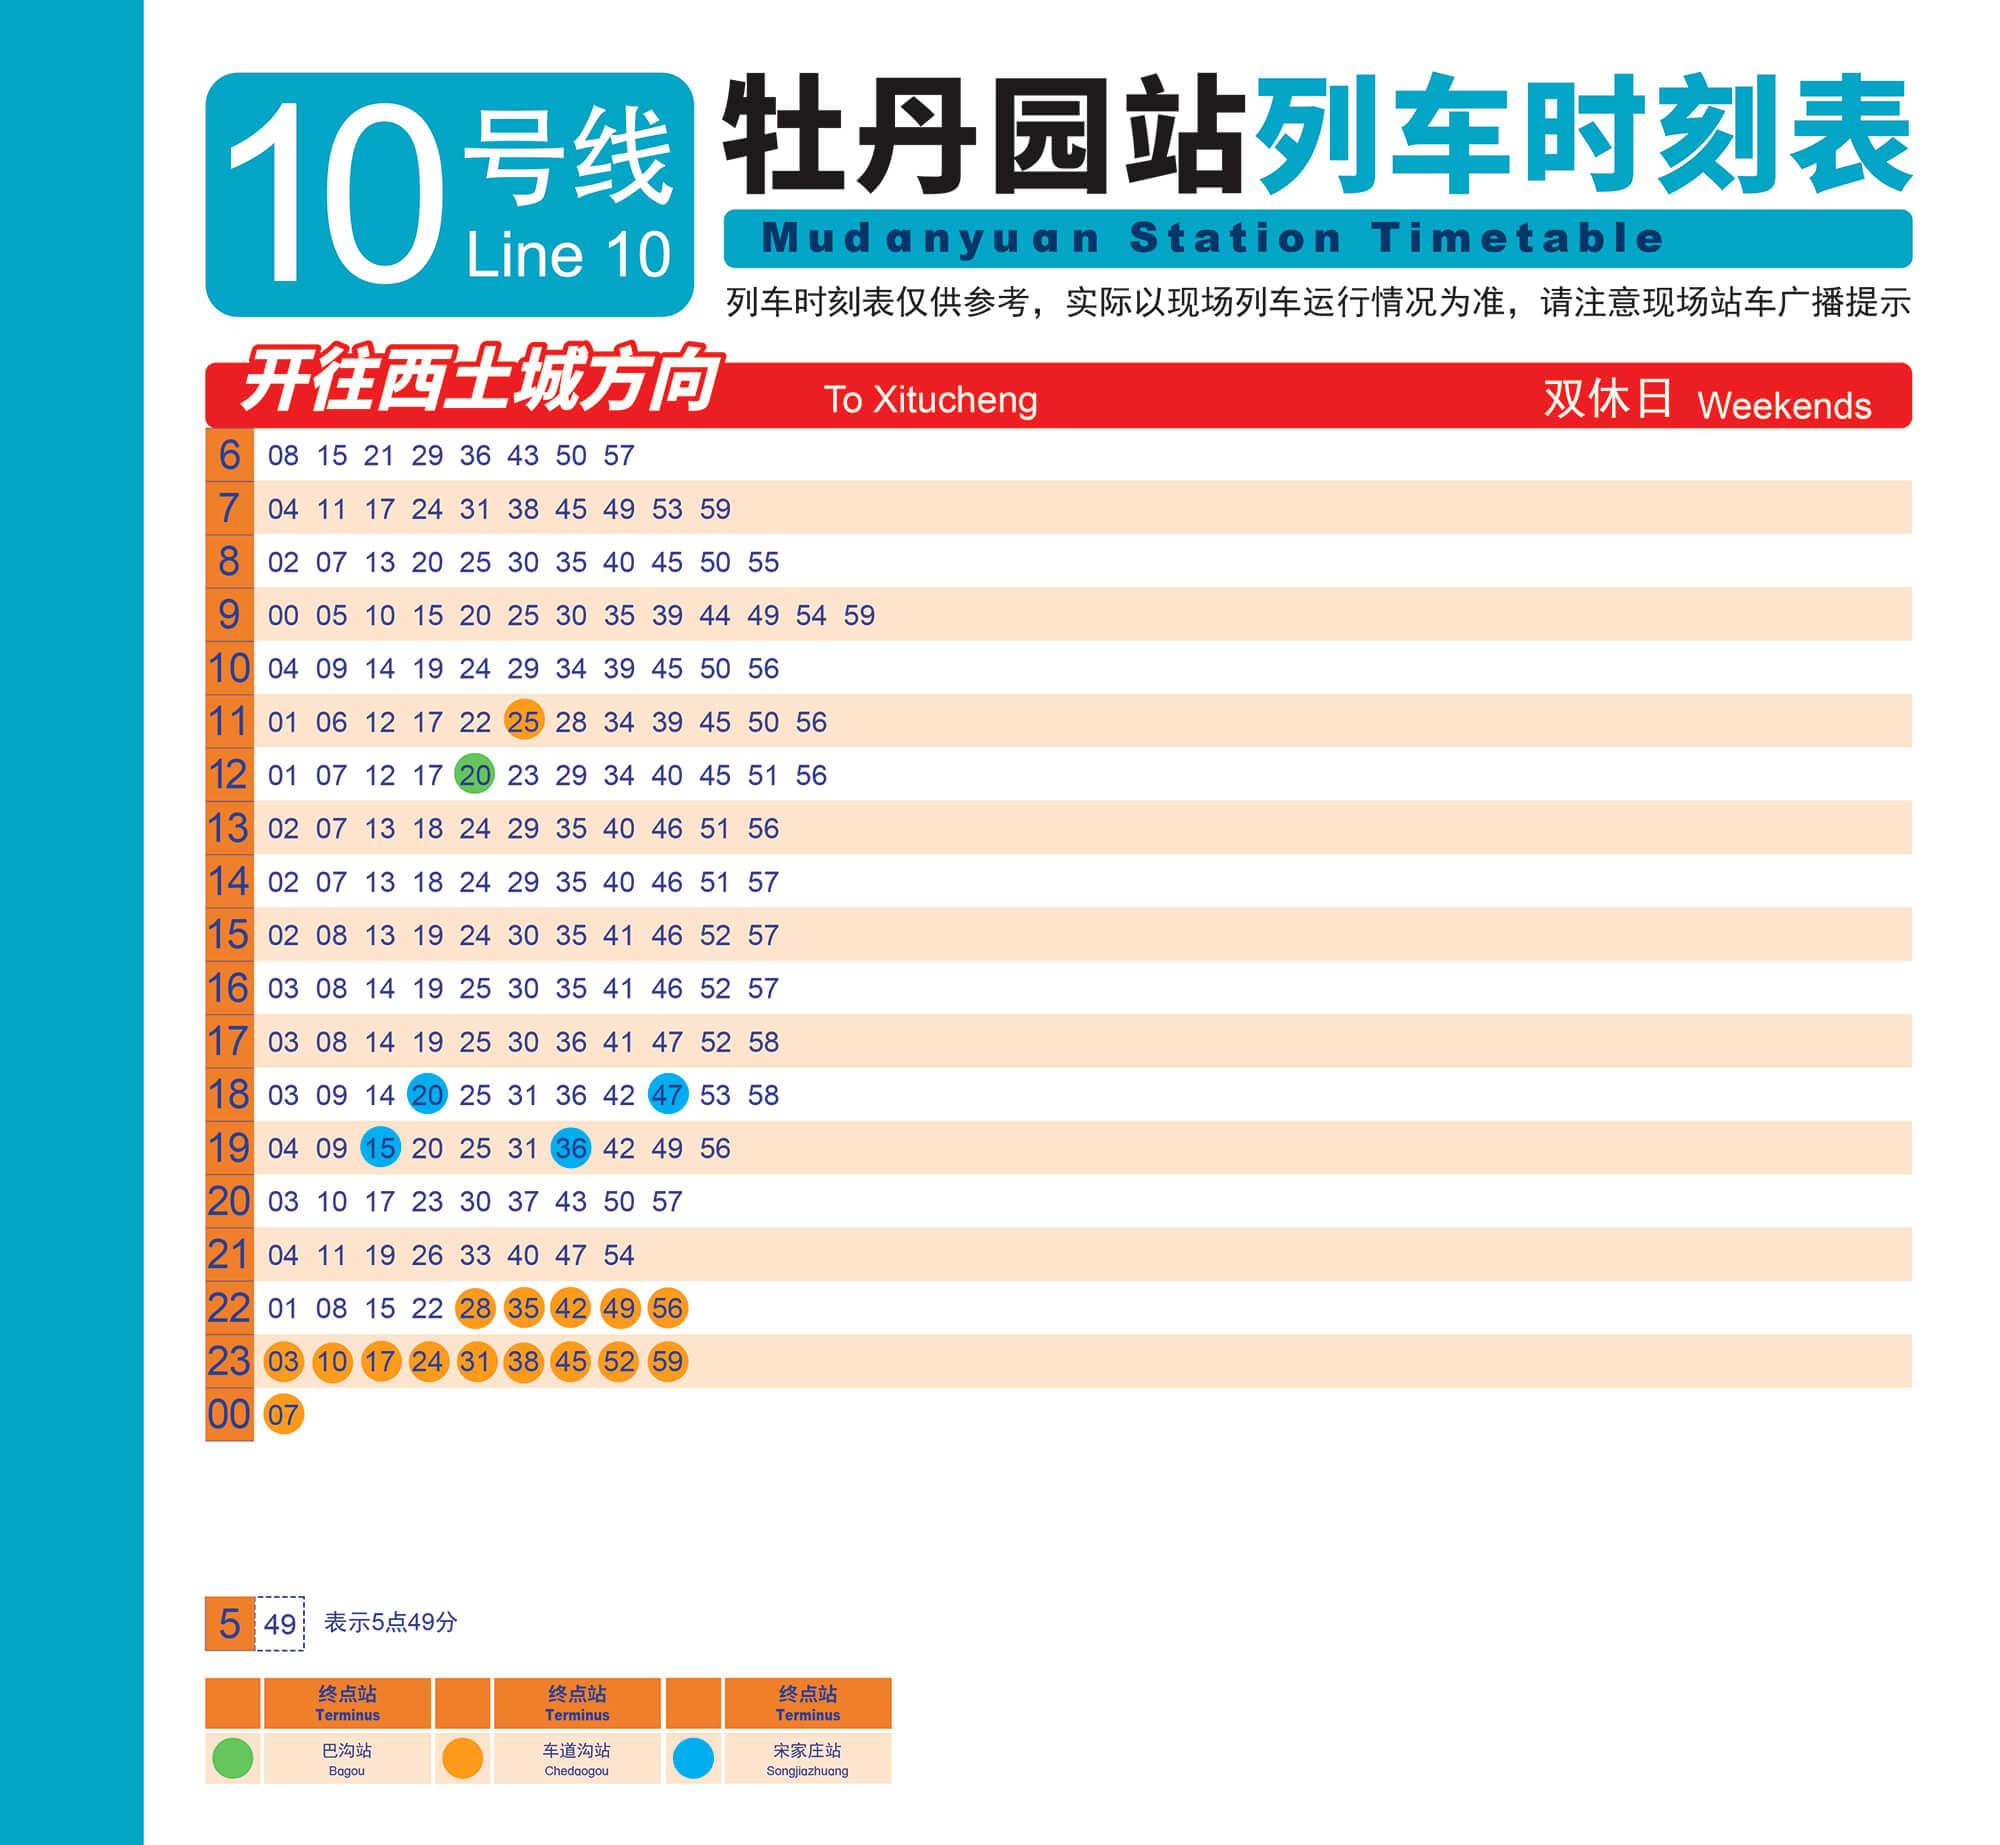 10号线
Line 10
牡丹园站列车时刻表
Mudanyuan Station Timetable
列车时刻表仅供参考，实际以现场列车运行情况为准，请注意现场站车广播提示
开往西土城方向 To Xitucheng 双休日 Weekends
6 08 15 21 29 36 43 50 57
7 04 11 17 24 31 38 45 49 53 59
8 02 07 13 20 25 30 35 40 45 50 55
9 00 05 10 15 20 25 30 35 39 44 49 54 59
10 04 09 14 19 24 29 34 39 45 50 56
11 01 06 12 17 22 25 28 34 39 45 50 56
12 01 07 12 17 20 23 29 34 40 45 51 56
13 02 07 13 18 24 29 35 40 46 51 56
14 02 07 13 18 24 29 35 40 46 51 57
15 02 08 13 19 24 30 35 41 46 52 57
16 03 08 14 19 25 30 35 41 46 52 57
17 03 08 14 19 25 30 36 41 47 52 58
18 03 09 14 20 25 31 36 42 47 53 58
19 04 09 15 20 25 31 36 42 49 56
20 03 10 17 23 30 37 43 50 57
21 04 11 19 26 33 40 47 54
22 01 08 15 22 28 35 42 49 56
23 03 10 17 24 31 38 45 52 59
00 07
5 49 表示5点49分
终点站 终点站 终点站
Terminus Terminus Terminus
巴沟站 车道沟站 宋家庄站
Bagou Chedaogou Songjiazhuang